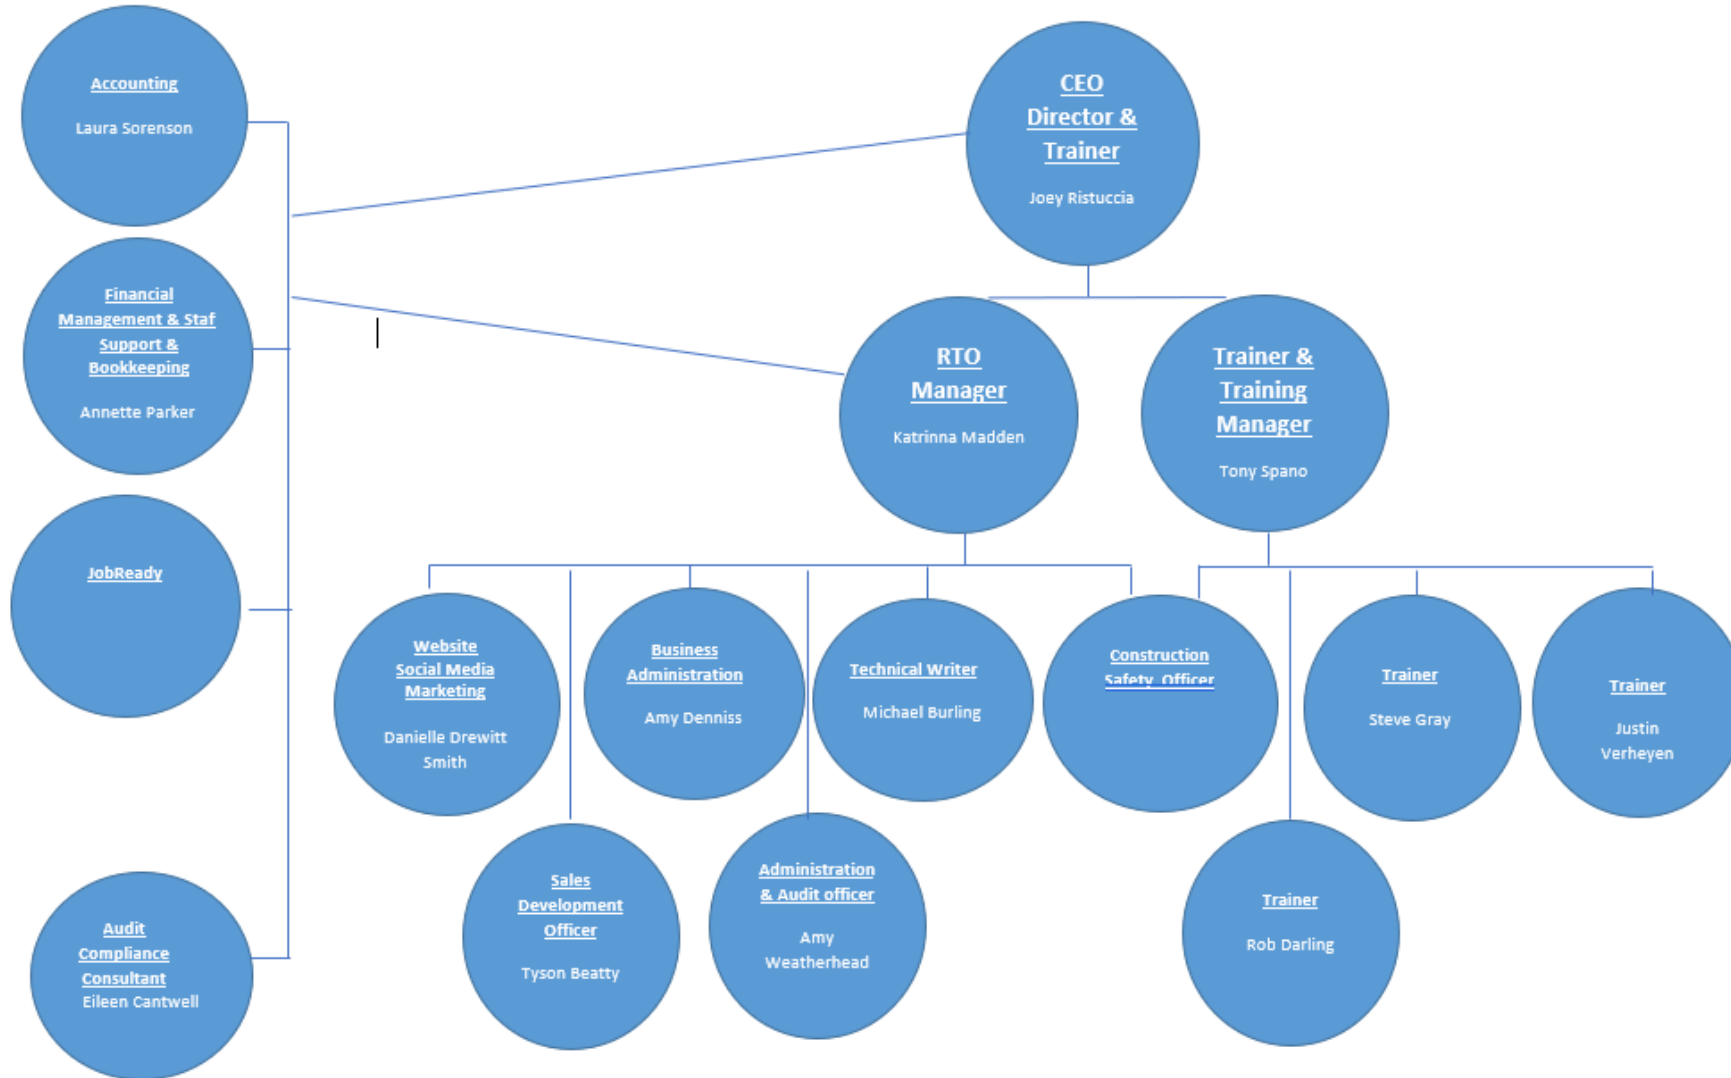 Accounting
Laura Sorenson
CEO
Director &
Trainer
Joey Ristuccia
Financial
Management & Staf
Support &
Bookkeeping
Annette Parker
RTO
Manager
Katrinna Madden
Trainer &
Training
Manager
Tony Spano
JobReady
Website
Social Media
Marketing
Danielle Drewitt
Smith
Business
Administration
Amy Denniss
Technical Writer
Michael Burling
Construction
Safety Officer
Trainer
Steve Gray
Trainer
Justin
Verheyen
Audit
Compliance
Consultant
Eileen Cantwell
Sales
Development
Officer
Tyson Beatty
Administration
& Audit officer
Amy
Weatherhead
Trainer
Rob Darling